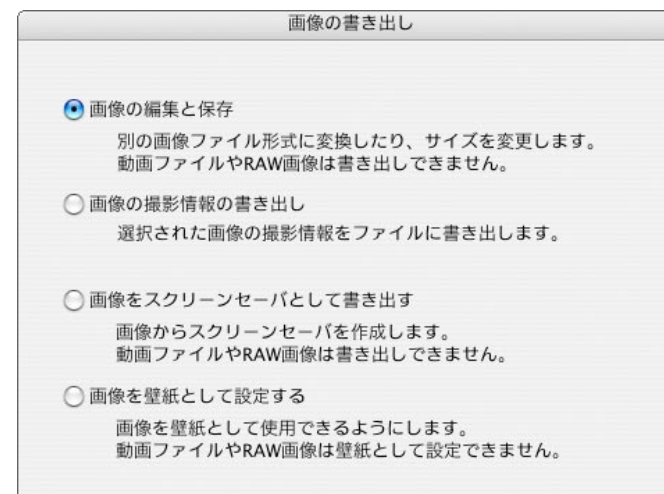 画像の書き出し
画像の編集と保存
別の画像ファイル形式に変換したり、サイズを変更します。
動画ファイルやRAW画像は書き出しできません。
画像の撮影情報の書き出し
選択された画像の撮影情報をファイルに書き出します。
画像をスクリーンセーバとして書き出す
画像からスクリーンセーバを作成します。
動画ファイルやRAW画像は書き出しできません。
画像を壁紙として設定する
画像を壁紙として使用できるようにします。
動画ファイルやRAW画像は壁紙として設定できません。